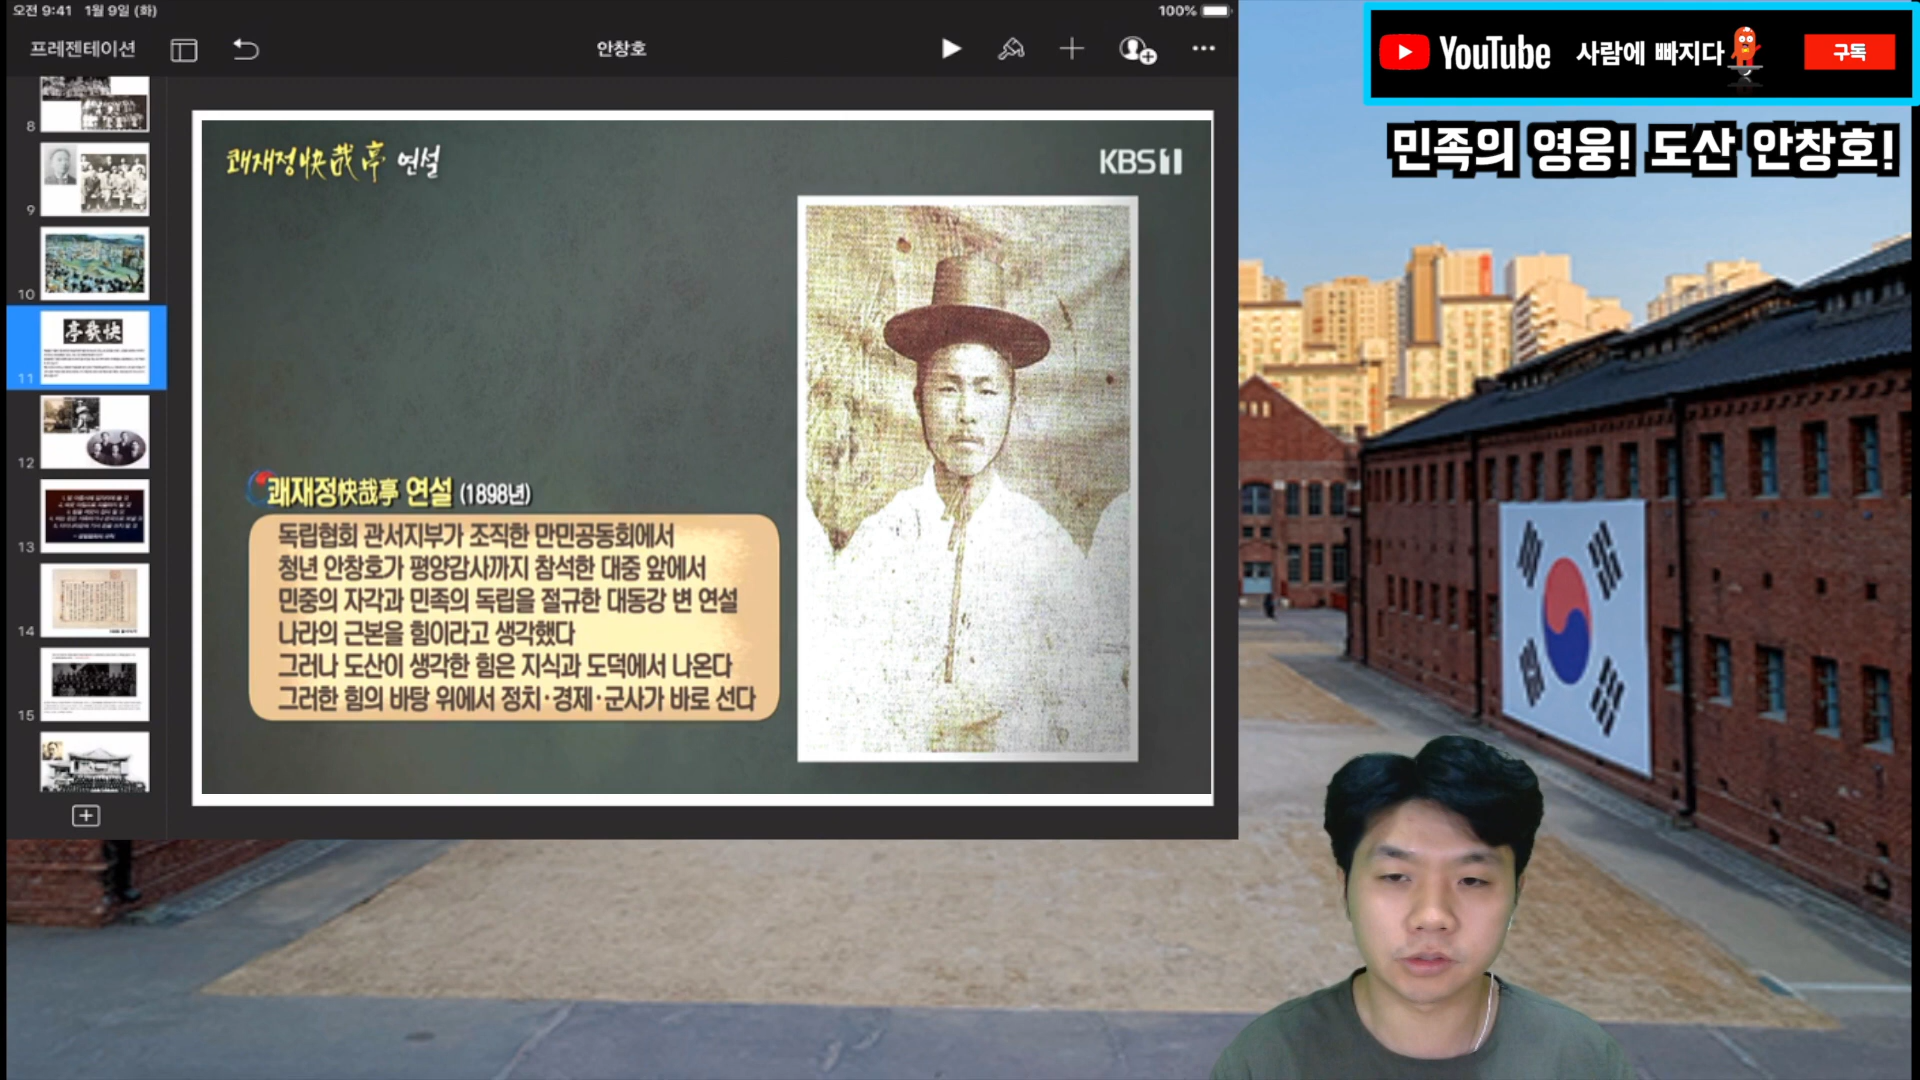 오전 9:41 1월 9일 (화)
100%
프레젠테이션
안창호
YouTube 사람에 빠지다 구독
민족의 영웅! 도산 안창호!
쾌재정快哉亭 연설
KBS1
쾌재정快哉亭 연설 (1898년)
독립협회 관서지부가 조직한 만민공동회에서
청년 안창호가 평양감사까지 참석한 대중 앞에서
민중의 자각과 민족의 독립을 절규한 대동강 변 연설
나라의 근본을 힘이라고 생각했다
그러나 도산이 생각한 힘은 지식과 도덕에서 나온다
그러한 힘의 바탕 위에서 정치·경제·군사가 바로 선다
8
9
10
亭哉快
11
12
13
14
15